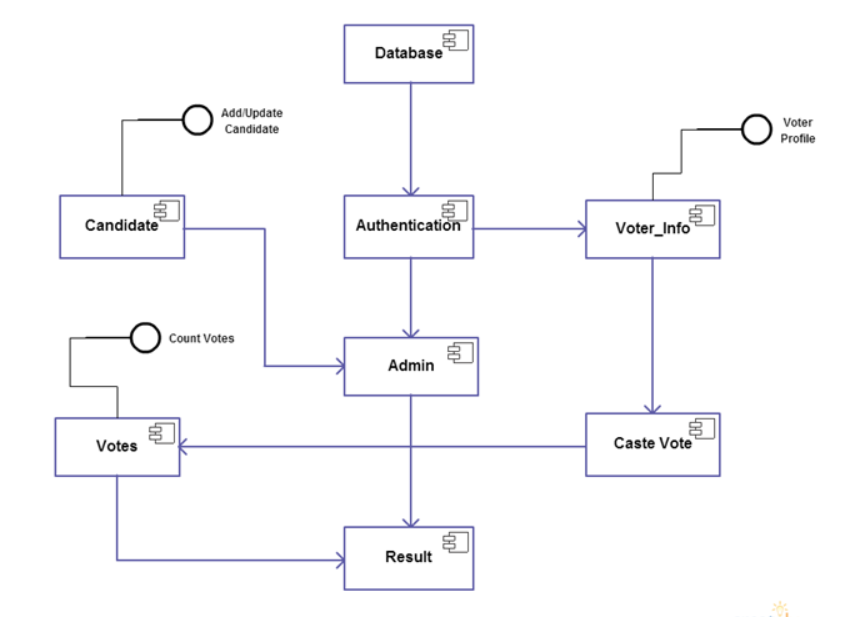 Database
Add/Update
Candidate
Voter
Profile
Candidate
Authentication
Voter_Info
Count Votes
Admin
Votes
Caste Vote
Result